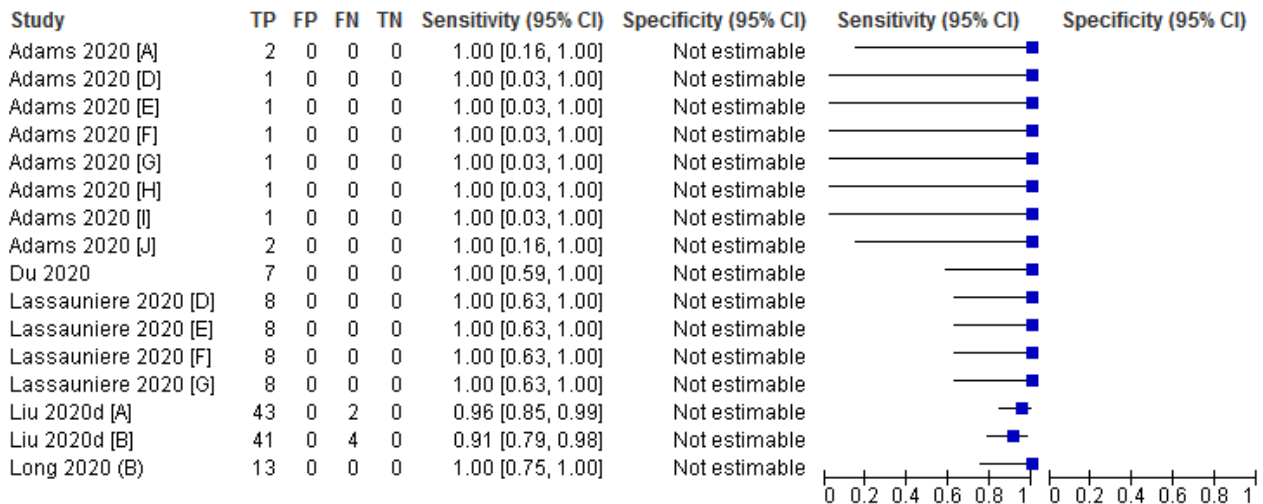 Study TP FP FN TN Sensitivity (95% CI) Specificity (95% CI) Sensitivity (95% CI) Specificity (95% CI)
Adams 2020 [A] 2 0 0 0 1.00 [0.16, 1.00] Not estimable
Adams 2020 [D] 1 0 0 0 1.00 [0.03, 1.00] Not estimable
Adams 2020 [E] 1 0 0 0 1.00 [0.03, 1.00] Not estimable
Adams 2020 [F] 1 0 0 0 1.00 [0.03, 1.00] Not estimable
Adams 2020 [G] 1 0 0 0 1.00 [0.03, 1.00] Not estimable
Adams 2020 [H] 1 0 0 0 1.00 [0.03, 1.00] Not estimable
Adams 2020 [I] 1 0 0 0 1.00 [0.03, 1.00] Not estimable
Adams 2020 [J] 2 0 0 0 1.00 [0.16, 1.00] Not estimable
Du 2020 7 0 0 0 1.00 [0.59, 1.00] Not estimable
Lassauniere 2020 [D] 8 0 0 0 1.00 [0.63, 1.00] Not estimable
Lassauniere 2020 [E] 8 0 0 0 1.00 [0.63, 1.00] Not estimable
Lassauniere 2020 [F] 8 0 0 0 1.00 [0.63, 1.00] Not estimable
Lassauniere 2020 [G] 8 0 0 0 1.00 [0.63, 1.00] Not estimable
Liu 2020d [A] 43 0 2 0 0.96 [0.85, 0.99] Not estimable
Liu 2020d [B] 41 0 4 0 0.91 [0.79, 0.98] Not estimable
Long 2020 (B) 13 0 0 0 1.00 [0.75, 1.00] Not estimable
0 0.2 0.4 0.6 0.8 1 0 0.2 0.4 0.6 0.8 1